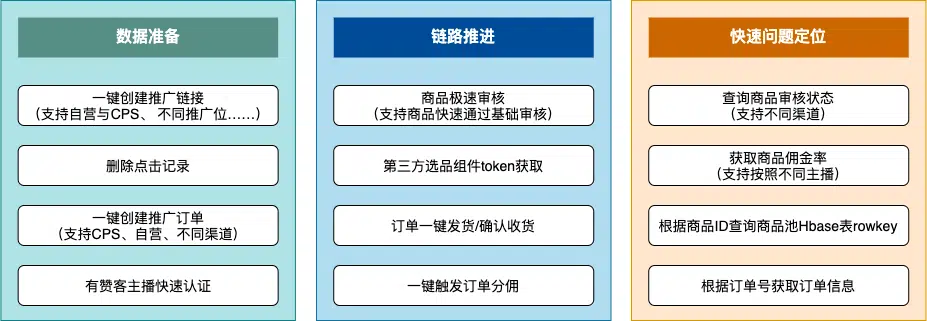 数据准备
一键创建推广链接
（支持自营与CPS、 不同推广位……）
删除点击记录
一键创建推广订单
（支持CPS、自营、不同渠道）
有赞客主播快速认证
链路推进
商品极速审核
（支持商品快速通过基础审核）
第三方选品组件token获取
订单一键发货/确认收货
一键触发订单分佣
快速问题定位
查询商品审核状态
（支持不同渠道）
获取商品佣金率
（支持按照不同主播）
根据商品ID查询商品池Hbase表rowkey
根据订单号获取订单信息